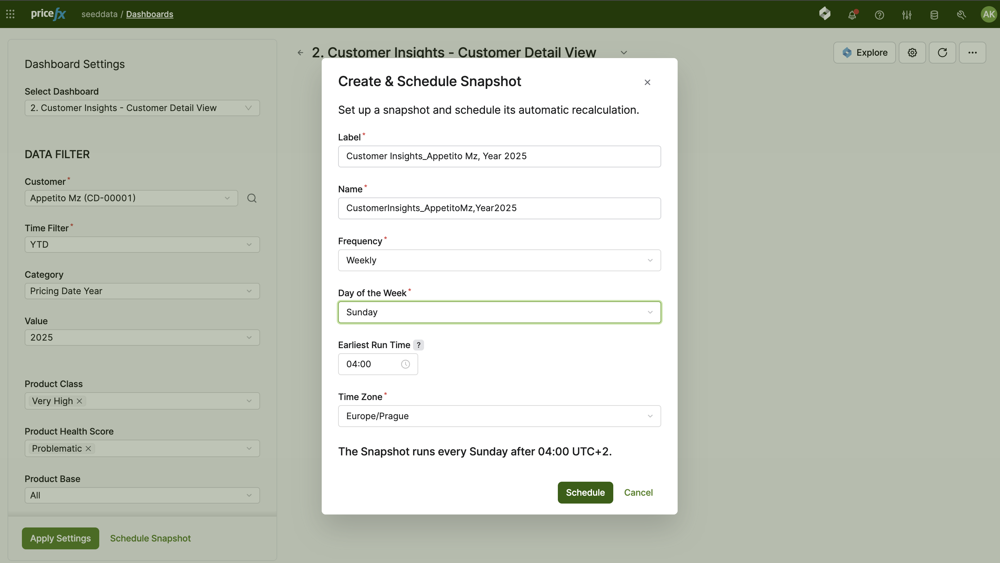 pricefx seeddata / Dashboards
AK
Dashboard Settings
Select Dashboard
2. Customer Insights - Customer Detail View
DATA FILTER
Customer *
Appetito Mz (CD-00001)
Time Filter *
YTD
Category
Pricing Date Year
Value
2025
Product Class
Very High
Product Health Score
Problematic
Product Base
All
Apply Settings Schedule Snapshot
2. Customer Insights - Customer Detail View
Explore
Create & Schedule Snapshot
Set up a snapshot and schedule its automatic recalculation.
Label *
Customer Insights_Appetito Mz, Year 2025
Name *
CustomerInsights_AppetitoMz,Year2025
Frequency *
Weekly
Day of the Week *
Sunday
Earliest Run Time ?
04:00
Time Zone *
Europe/Prague
The Snapshot runs every Sunday after 04:00 UTC+2.
Schedule Cancel